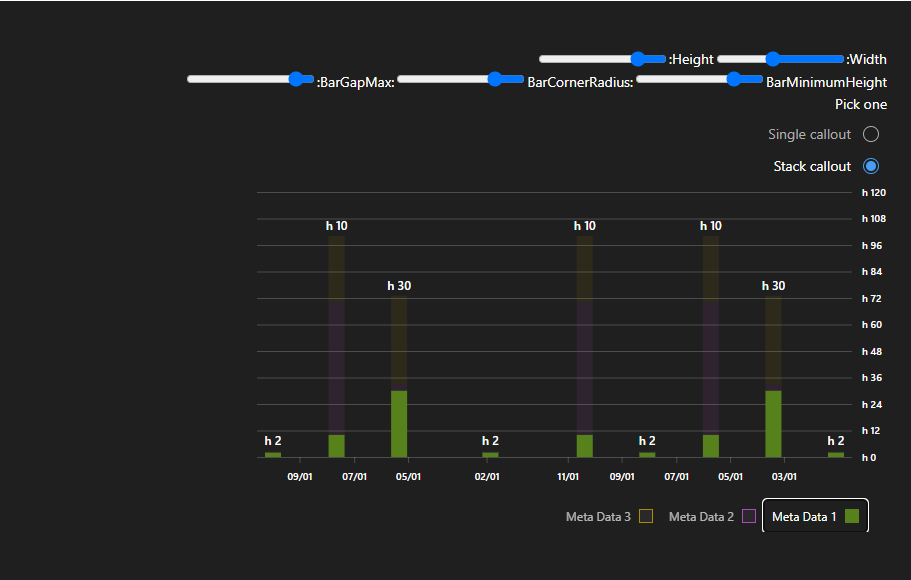 :Height :Width
:BarGapMax: BarCornerRadius: BarMinimumHeight
Pick one
Single callout
Stack callout
h 120
h 108
h 10 h 10 h 10
h 96
h 84
h 30 h 30
h 72
h 60
h 48
h 36
h 24
h 12
h 2 h 2 h 2 h 2
h 0
09/01 07/01 05/01 02/01 11/01 09/01 07/01 05/01 03/01
Meta Data 3 Meta Data 2 Meta Data 1